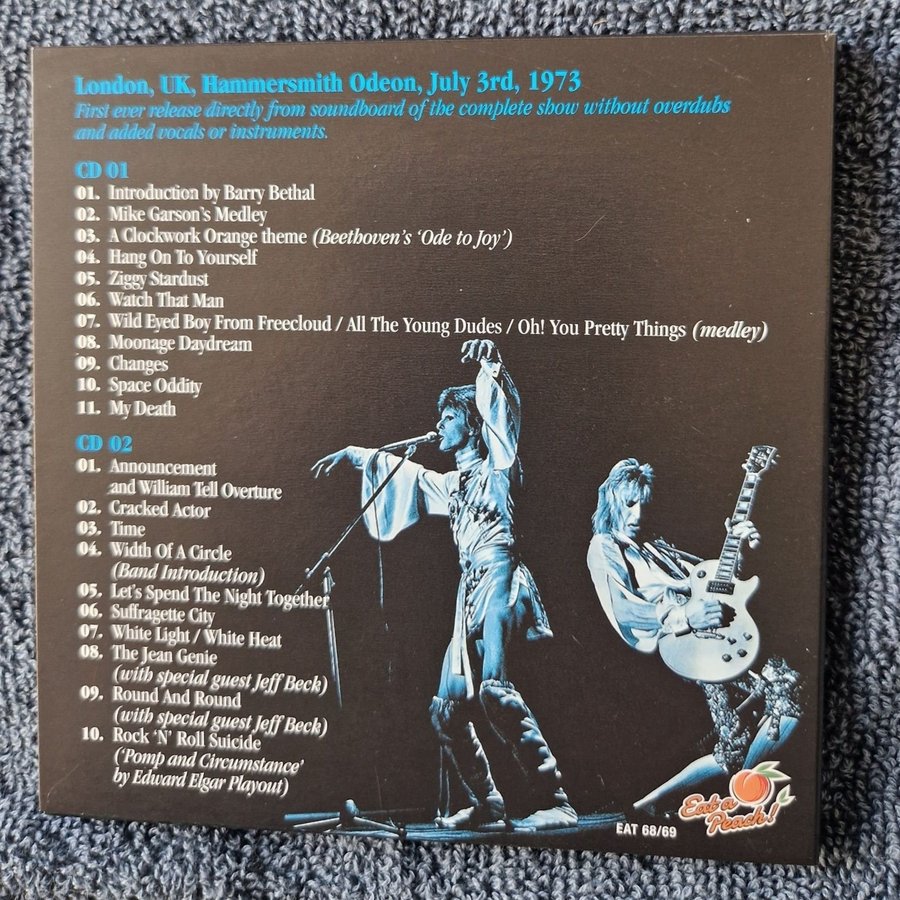 London, UK, Hammersmith Odeon, July 3rd, 1973
First ever release directly from soundboard of the complete show without overdubs
and added vocals or instruments.
CD 01
01. Introduction by Barry Bethal
02. Mike Garson's Medley
03. A Clockwork Orange theme (Beethoven's 'Ode to Joy')
04. Hang On To Yourself
05. Ziggy Stardust
06. Watch That Man
07. Wild Eyed Boy From Freecloud / All The Young Dudes / Oh! You Pretty Things (medley)
08. Moonage Daydream
09. Changes
10. Space Oddity
11. My Death
CD 02
01. Announcement
and William Tell Overture
02. Cracked Actor
03. Time
04. Width Of A Circle
(Band Introduction)
05. Let's Spend The Night Together
06. Suffragette City
07. White Light / White Heat
08. The Jean Genie
(with special guest Jeff Beck)
09. Round And Round
(with special guest Jeff Beck)
10. Rock 'N' Roll Suicide
('Pomp and Circumstance'
by Edward Elgar Playout)
EAT 68/69
Eat a
Peach!